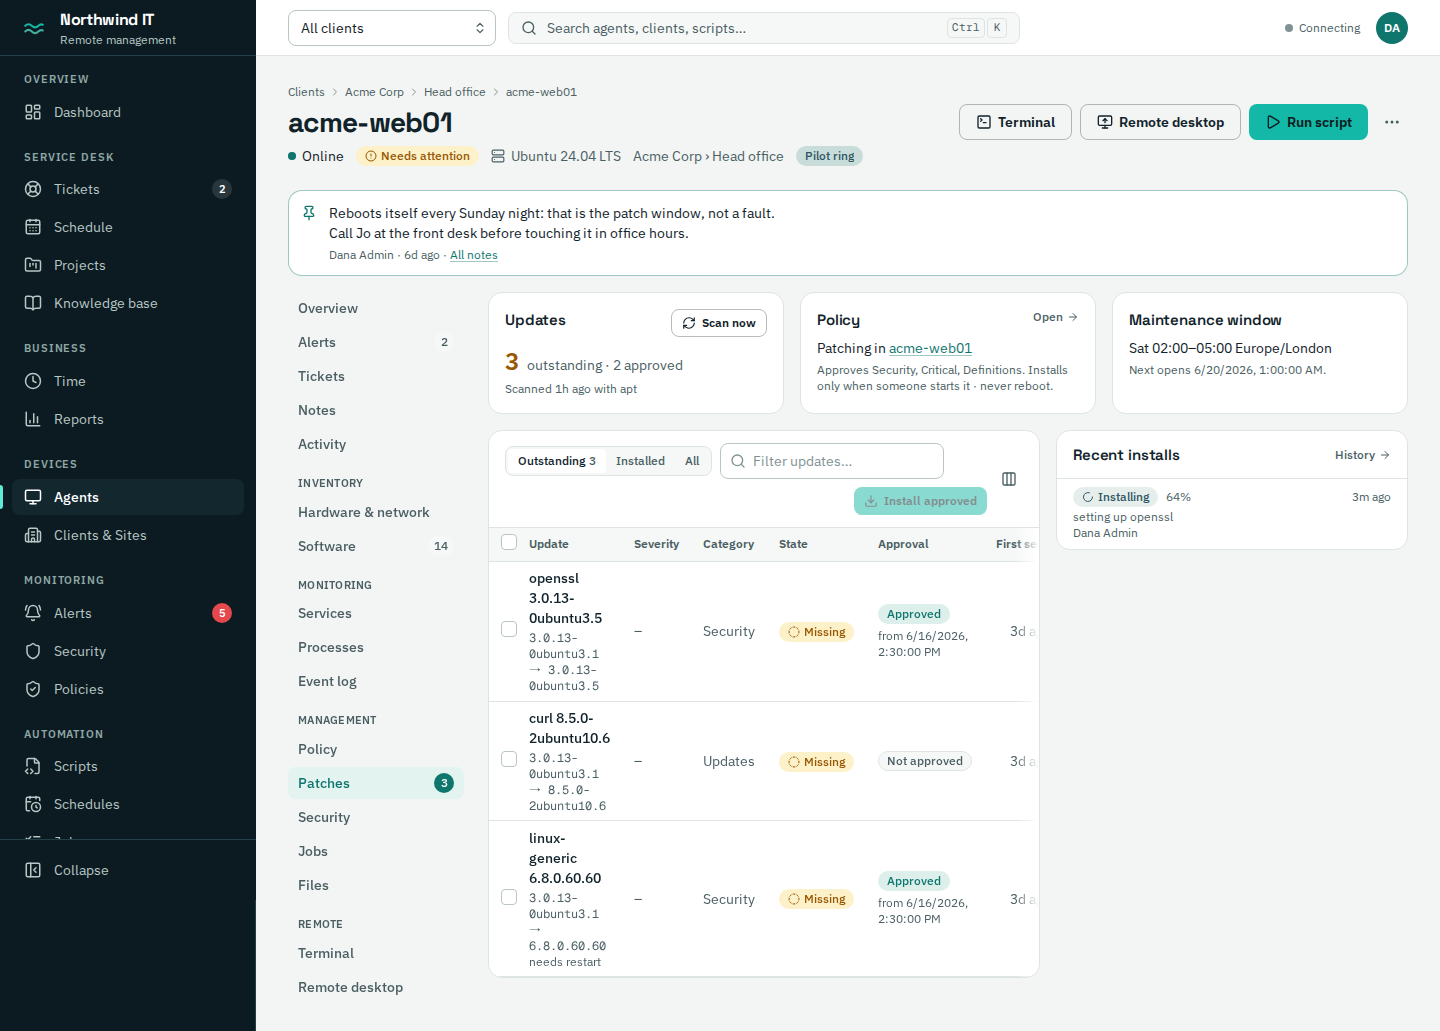 Northwind IT
Remote management
All clients
Search agents, clients, scripts...
Ctrl K
Connecting
DA
OVERVIEW
Dashboard
SERVICE DESK
Tickets 2
Schedule
Projects
Knowledge base
BUSINESS
Time
Reports
DEVICES
Agents
Clients & Sites
MONITORING
Alerts 5
Security
Policies
AUTOMATION
Scripts
Schedules
Collapse
Clients > Acme Corp > Head office > acme-web01
acme-web01
Terminal
Remote desktop
Run script
Online
Needs attention
Ubuntu 24.04 LTS
Acme Corp › Head office
Pilot ring
Reboots itself every Sunday night: that is the patch window, not a fault.
Call Jo at the front desk before touching it in office hours.
Dana Admin · 6d ago · All notes
Overview
Alerts 2
Tickets
Notes
Activity
INVENTORY
Hardware & network
Software 14
MONITORING
Services
Processes
Event log
MANAGEMENT
Policy
Patches 3
Security
Jobs
Files
REMOTE
Terminal
Remote desktop
Updates
Scan now
3 outstanding · 2 approved
Scanned 1h ago with apt
Policy
Open →
Patching in acme-web01
Approves Security, Critical, Definitions. Installs
only when someone starts it · never reboot.
Maintenance window
Sat 02:00–05:00 Europe/London
Next opens 6/20/2026, 1:00:00 AM.
Outstanding 3
Installed
All
Filter updates...
Install approved
Update Severity Category State Approval First se
openssl
3.0.13-
0ubuntu3.5
3.0.13-
0ubuntu3.1
→ 3.0.13-
0ubuntu3.5
–
Security
Missing
Approved
from 6/16/2026,
2:30:00 PM
3d a
curl 8.5.0-
2ubuntu10.6
3.0.13-
0ubuntu3.1
→ 8.5.0-
2ubuntu10.6
–
Updates
Missing
Not approved
3d a
linux-
generic
6.8.0.60.60
3.0.13-
0ubuntu3.1
→
6.8.0.60.60
needs restart
–
Security
Missing
Approved
from 6/16/2026,
2:30:00 PM
3d a
Recent installs
History →
Installing 64% 3m ago
setting up openssl
Dana Admin